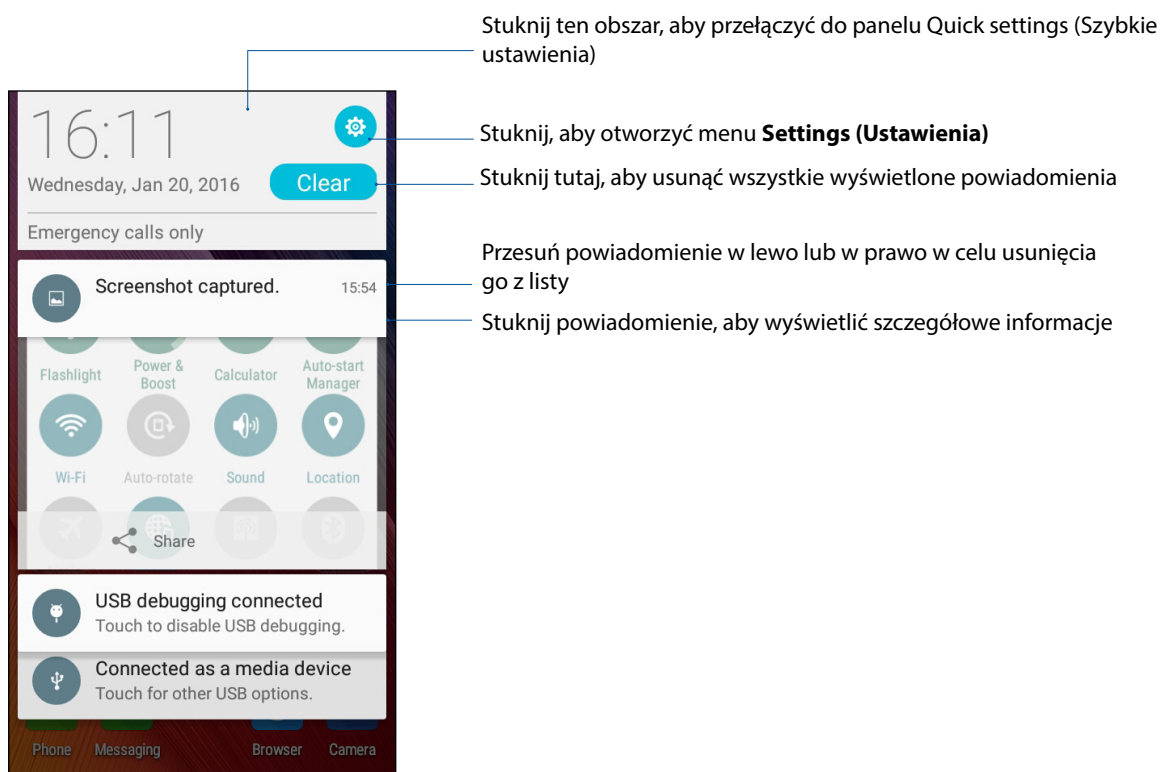 Stuknij ten obszar, aby przełączyć do panelu Quick settings (Szybkie
ustawienia)
16:11
Stuknij, aby otworzyć menu Settings (Ustawienia)
Wednesday, Jan 20, 2016
Clear
Stuknij tutaj, aby usunąć wszystkie wyświetlone powiadomienia
Emergency calls only
Przesuń powiadomienie w lewo lub w prawo w celu usunięcia
go z listy
Screenshot captured.
15:54
Stuknij powiadomienie, aby wyświetlić szczegółowe informacje
Flashlight
Power &
Boost
Calculator
Auto-start
Manager
Wi-Fi
Auto-rotate
Sound
Location
Share
USB debugging connected
Touch to disable USB debugging.
Connected as a media device
Touch for other USB options.
Phone
Messaging
Browser
Camera